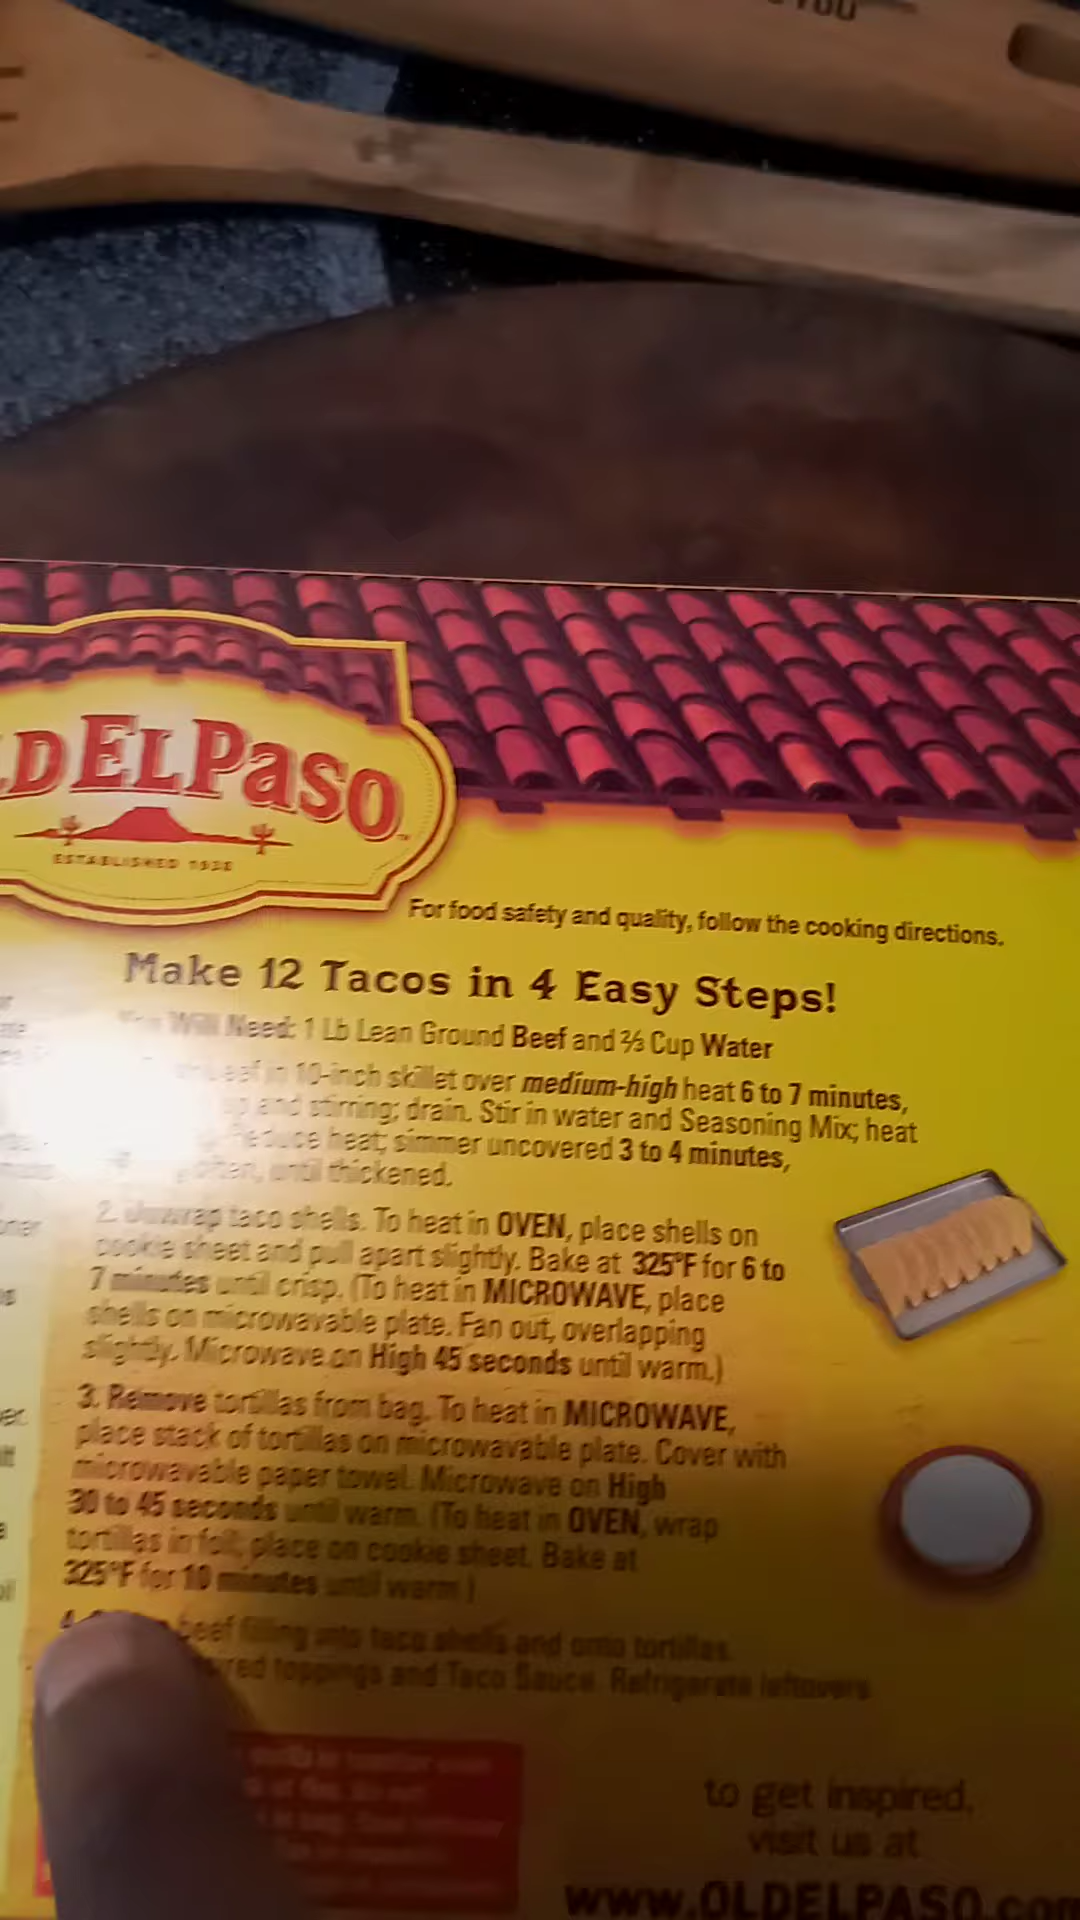 YOU
DELPASO
ESTABLISHED 1938
For food safety and quality, follow the cooking directions.
Make 12 Tacos in 4 Easy Steps!
Will Need: 1 Lb Lean Ground Beef and ⅔ Cup Water
in 10-inch skillet over medium-high heat 6 to 7 minutes,
and stirring; drain. Stir in water and Seasoning Mix; heat
heat; simmer uncovered 3 to 4 minutes,
often, until thickened.
2. Unwrap taco shells. To heat in OVEN, place shells on
cookie sheet and pull apart slightly. Bake at 325°F for 6 to
7 minutes until crisp. (To heat in MICROWAVE, place
shells on microwavable plate. Fan out, overlapping
slightly. Microwave on High 45 seconds until warm.)
3. Remove tortillas from bag. To heat in MICROWAVE,
place stack of tortillas on microwavable plate. Cover with
microwavable paper towel. Microwave on High
30 to 45 seconds until warm. (To heat in OVEN, wrap
tortillas in foil; place on cookie sheet. Bake at
325°F for 10 minutes until warm.)
4. beef filling into taco shells and onto tortillas.
toppings and Taco Sauce. Refrigerate leftovers.
to get inspired,
visit us at
www.OLDELPASO.com